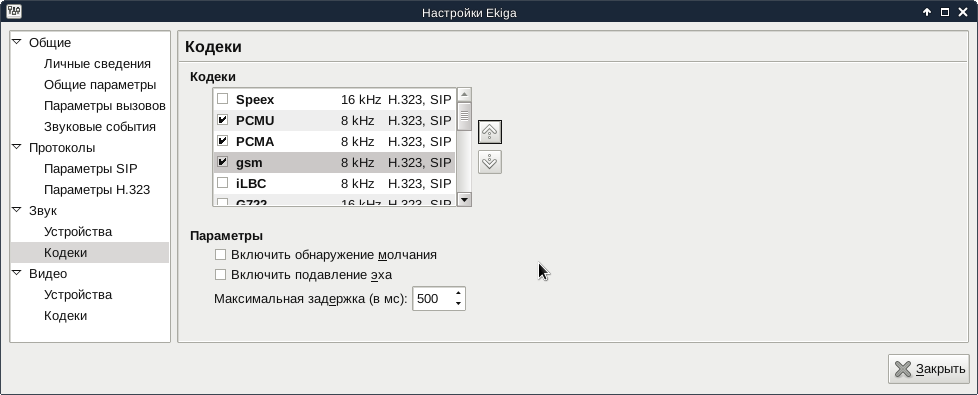 Настройки Ekiga
Общие
Личные сведения
Общие параметры
Параметры вызовов
Звуковые события
Протоколы
Параметры SIP
Параметры H.323
Звук
Устройства
Кодеки
Видео
Устройства
Кодеки
Кодеки
Кодеки
Speex 16 kHz H.323, SIP
PCMU 8 kHz H.323, SIP
PCMA 8 kHz H.323, SIP
gsm 8 kHz H.323, SIP
iLBC 8 kHz H.323, SIP
G722 16 kHz H.323, SIP
Параметры
Включить обнаружение молчания
Включить подавление эха
Максимальная задержка (в мс): 500
Закрыть